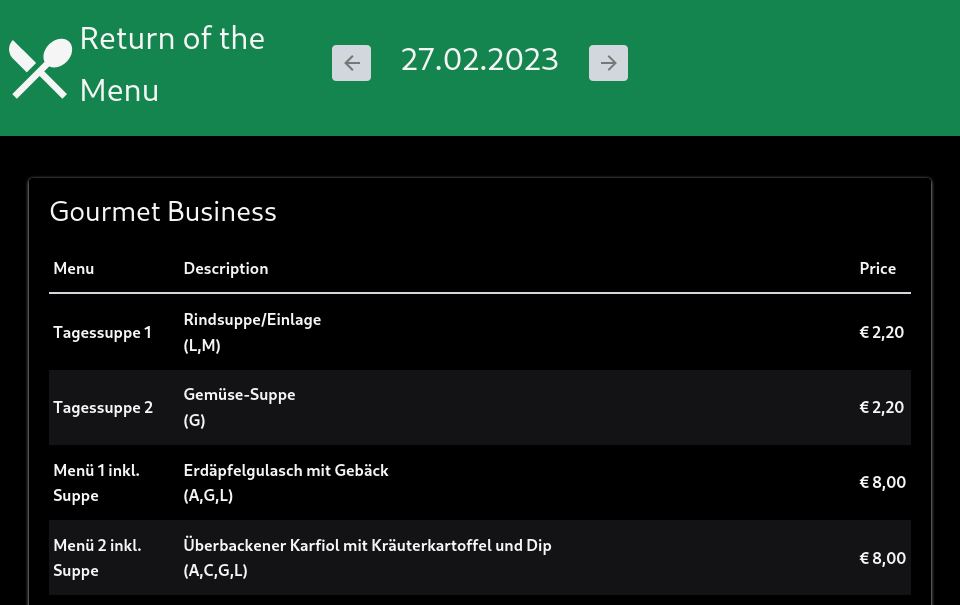 Return of the
Menu
27.02.2023
Gourmet Business
Menu Description Price
Tagessuppe 1 Rindsuppe/Einlage (L,M) € 2,20
Tagessuppe 2 Gemüse-Suppe (G) € 2,20
Menü 1 inkl. Suppe Erdäpfelgulasch mit Gebäck (A,G,L) € 8,00
Menü 2 inkl. Suppe Überbackener Karfiol mit Kräuterkartoffel und Dip (A,C,G,L) € 8,00